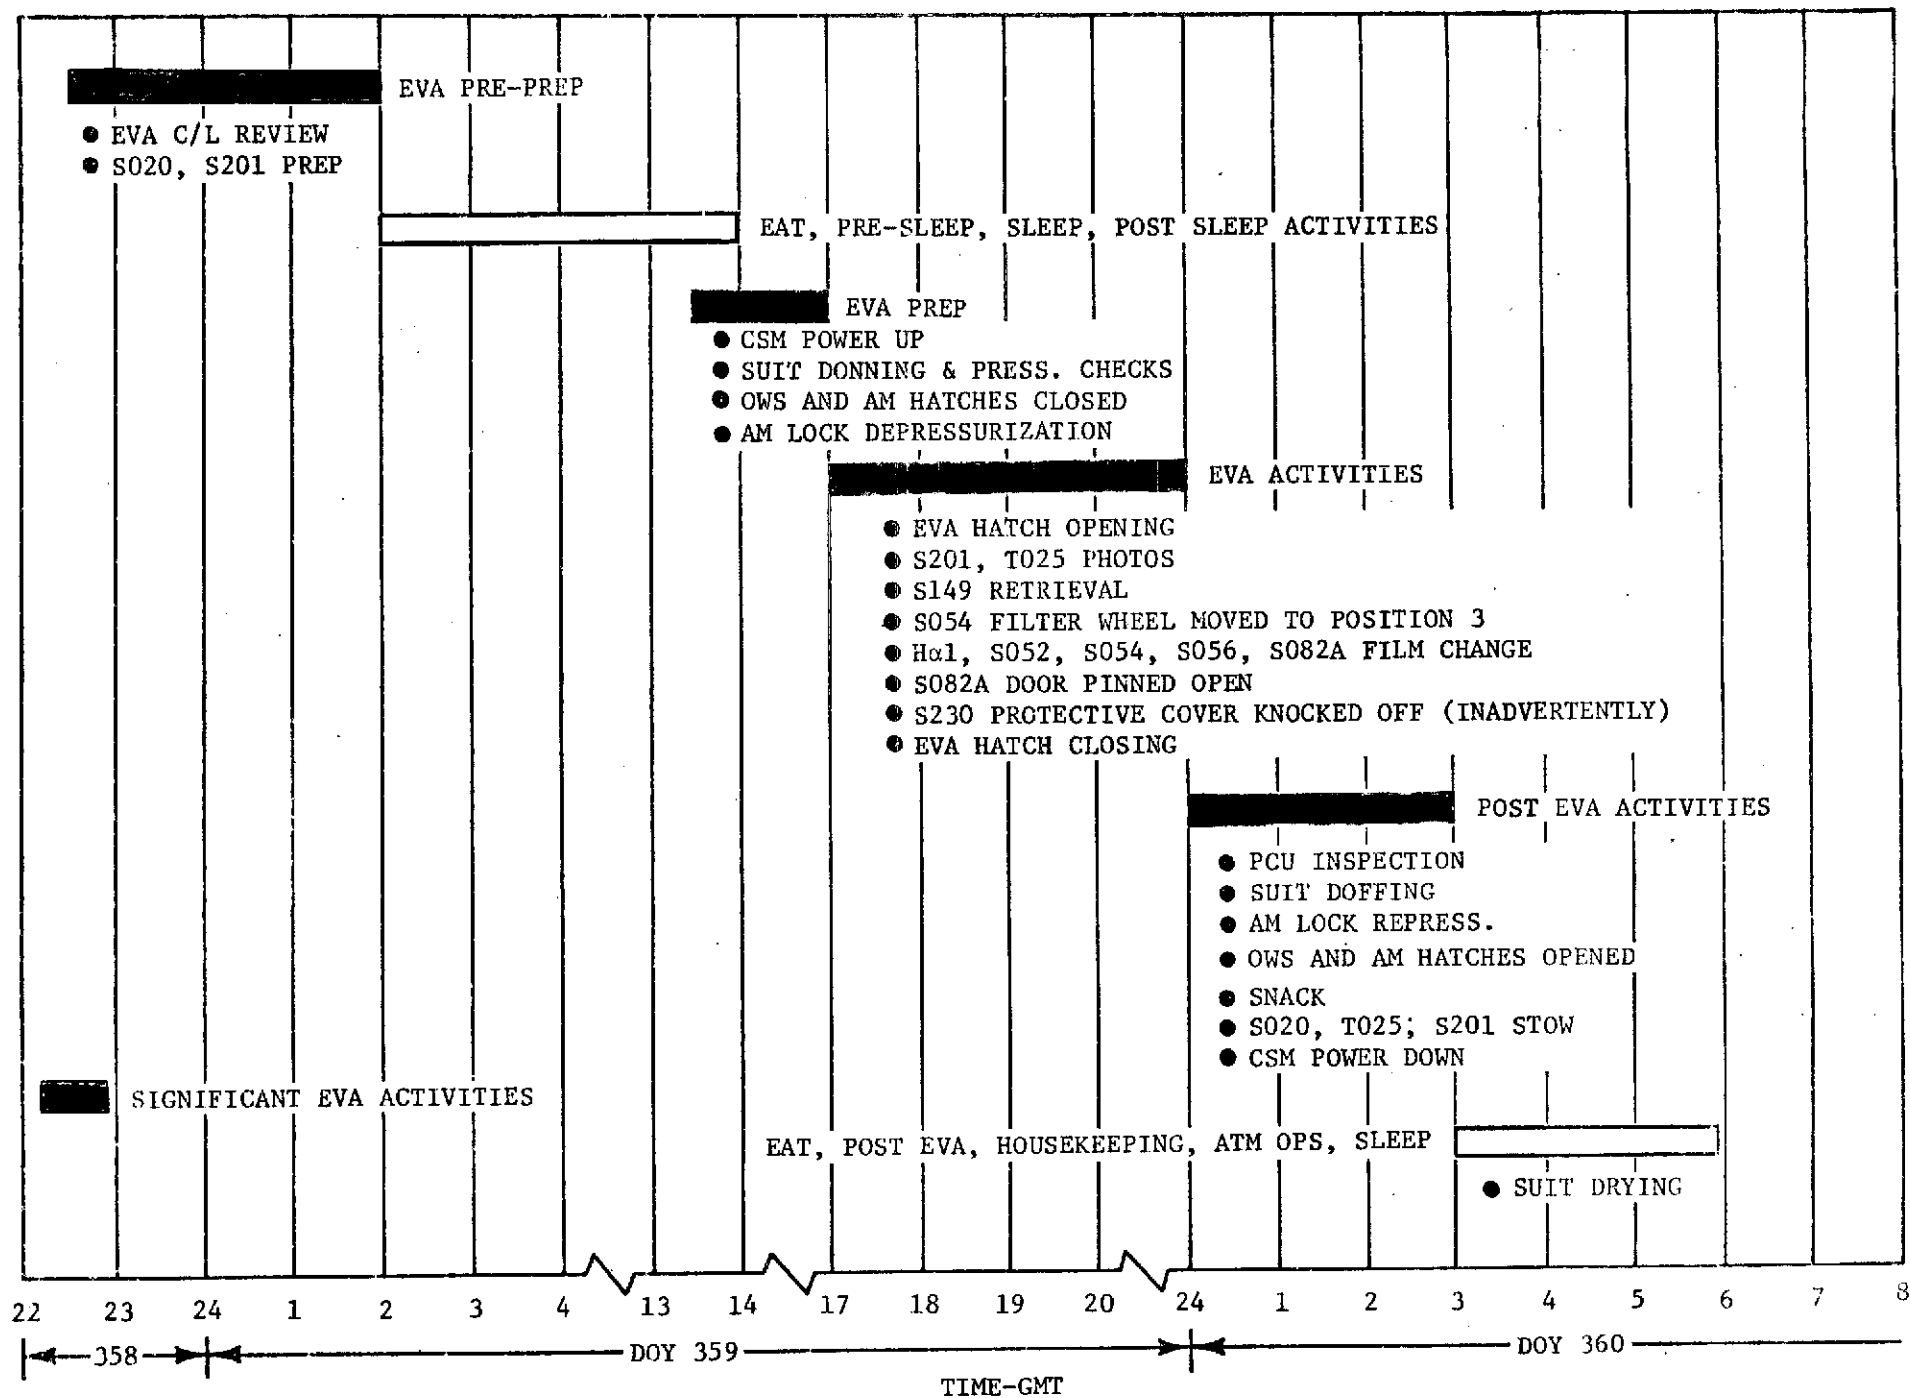 EVA PRE-PREP
● EVA C/L REVIEW
● S020, S201 PREP
EAT, PRE-SLEEP, SLEEP, POST SLEEP ACTIVITIES
EVA PREP
● CSM POWER UP
● SUIT DONNING & PRESS. CHECKS
● OWS AND AM HATCHES CLOSED
● AM LOCK DEPRESSURIZATION
EVA ACTIVITIES
● EVA HATCH OPENING
● S201, T025 PHOTOS
● S149 RETRIEVAL
● S054 FILTER WHEEL MOVED TO POSITION 3
● Hα1, S052, S054, S056, S082A FILM CHANGE
● S082A DOOR PINNED OPEN
● S230 PROTECTIVE COVER KNOCKED OFF (INADVERTENTLY)
● EVA HATCH CLOSING
POST EVA ACTIVITIES
● PCU INSPECTION
● SUIT DOFFING
● AM LOCK REPRESS.
● OWS AND AM HATCHES OPENED
● SNACK
● S020, T025; S201 STOW
● CSM POWER DOWN
SIGNIFICANT EVA ACTIVITIES
EAT, POST EVA, HOUSEKEEPING, ATM OPS, SLEEP
● SUIT DRYING
22 23 24 1 2 3 4 13 14 17 18 19 20 24 1 2 3 4 5 6 7 8
358 DOY 359 DOY 360
TIME-GMT